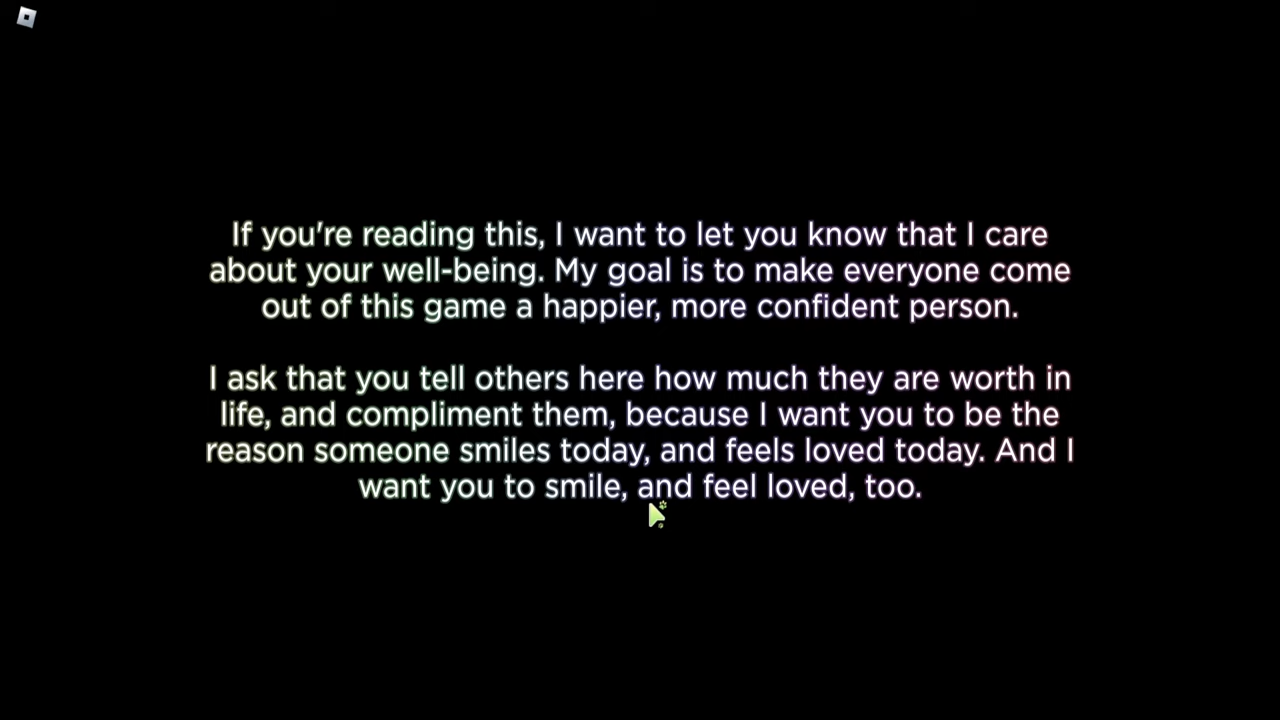 If you're reading this, I want to let you know that I care
about your well-being. My goal is to make everyone come
out of this game a happier, more confident person.
I ask that you tell others here how much they are worth in
life, and compliment them, because I want you to be the
reason someone smiles today, and feels loved today. And I
want you to smile, and feel loved, too.